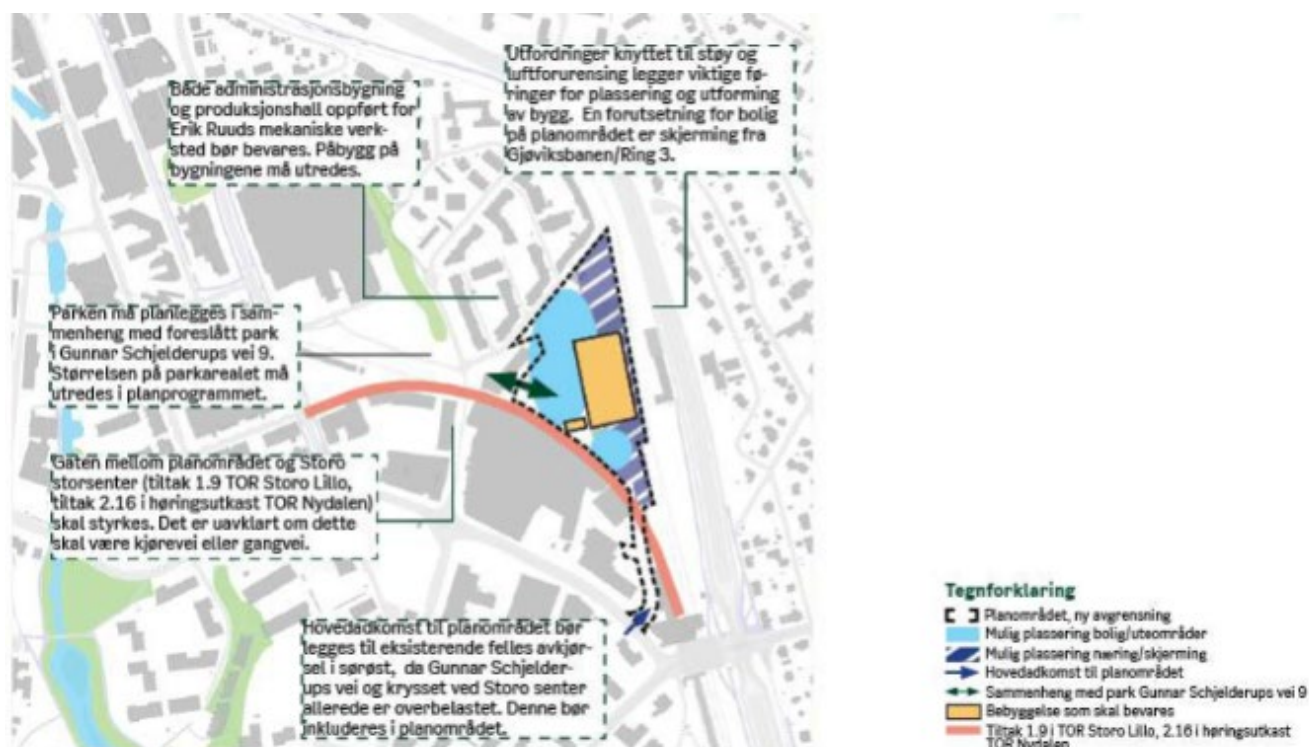 Både administrasjonsbygning
og produksjonshall oppført for
Erik Ruuds mekaniske verk-
sted bør bevares. Påbygg på
bygningene må utredes.
Utfordringer knyttet til støy og
luftforurensing legger viktige fø-
ringer for plassering og utforming
av bygg. En forutsetning for bolig
på planområdet er skjerming fra
Gjøviksbanen/Ring 3.
Parken må planlegges i sam-
menheng med foreslått park
i Gunnar Schjelderups vei 9.
Størrelsen på parkarealet må
utredes i planprogrammet.
Gaten mellom planområdet og Storo
storsenter (tiltak 1.9 TOR Storo Lillo,
tiltak 2.16 i høringsutkast TOR Nydalen)
skal styrkes. Det er uavklart om dette
skal være kjørevei eller gangvei.
Hovedadkomst til planområdet bør
legges til eksisterende felles avkjør-
sel i sørøst, da Gunnar Schjelder-
ups vei og krysset ved Storo senter
allerede er overbelastet. Denne bør
inkluderes i planområdet.
Tegnforklaring
Planområdet, ny avgrensning
Mulig plassering bolig/uteområder
Mulig plassering næring/skjerming
Hovedadkomst til planområdet
Sammenheng med park Gunnar Schjelderups vei 9
Bebyggelse som skal bevares
Tiltak 1.9 i TOR Storo Lillo, 2.16 i høringsutkast
TOR Nydalen